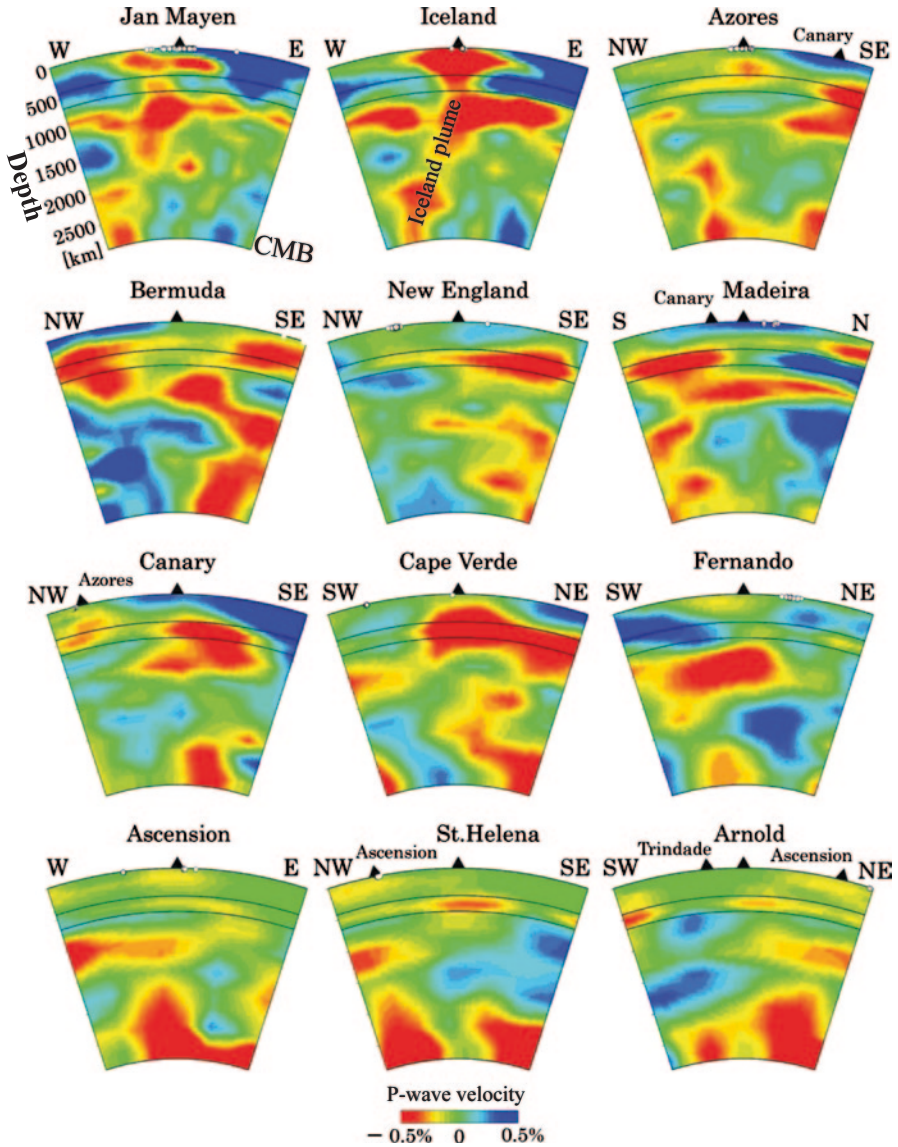 Jan Mayen
Iceland
Azores
W
E
W
E
NW
Canary
SE
0
500
1000
1500
2000
2500
[km]
Depth
CMB
Iceland plume
Bermuda
New England
Canary
Madeira
NW
SE
NW
SE
S
N
Canary
Cape Verde
Fernando
NW
Azores
SE
SW
NE
SW
NE
Ascension
St.Helena
Arnold
W
E
NW
Ascension
SE
SW
Trindade
Ascension
NE
P-wave velocity
− 0.5% 0 0.5%